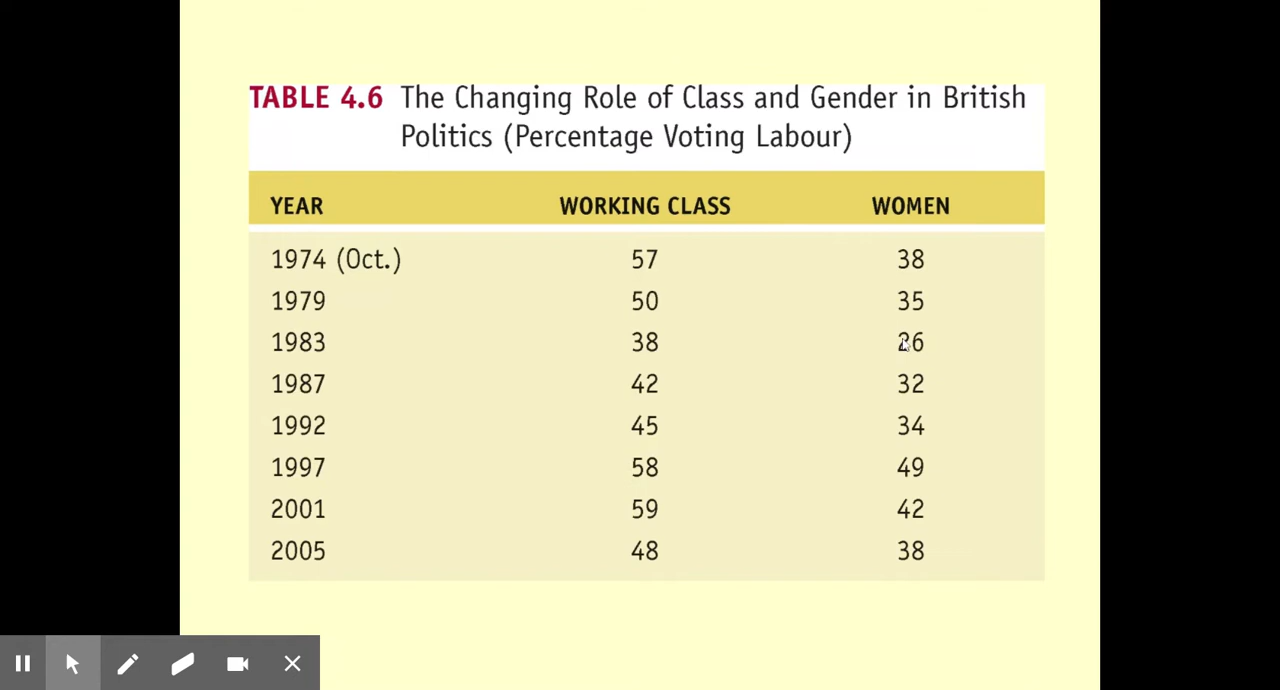 TABLE 4.6 The Changing Role of Class and Gender in British
Politics (Percentage Voting Labour)
YEAR WORKING CLASS WOMEN
1974 (Oct.) 57 38
1979 50 35
1983 38 26
1987 42 32
1992 45 34
1997 58 49
2001 59 42
2005 48 38